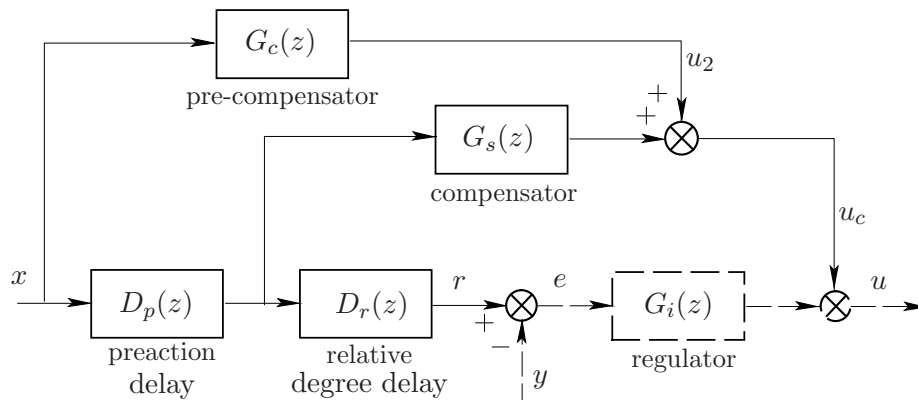 G_c(z)
pre-compensator
u_2
+
+
G_s(z)
compensator
u_c
x
D_p(z)
preaction
delay
D_r(z)
relative
degree delay
r
+
−
y
e
G_i(z)
regulator
u